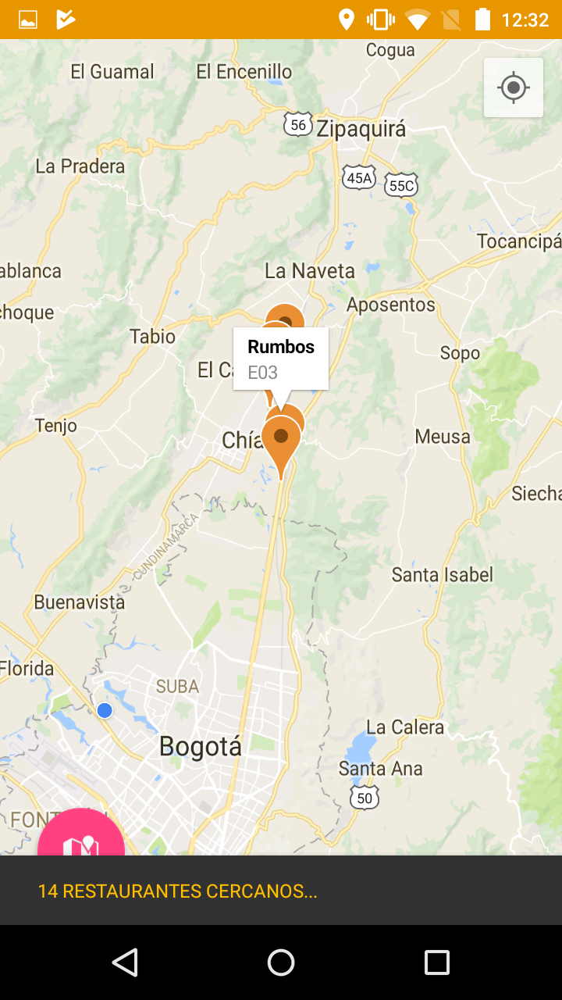 12:32
Cogua
El Guamal
El Encenillo
56
Zipaquirá
La Pradera
45A
55C
Tocancipá
ablanca
La Naveta
choque
Aposentos
Tabio
Rumbos
Sopo
El Ca
E03
Tenjo
Chía
Meusa
Siecha
CUNDINAMARCA
Santa Isabel
Buenavista
Florida
SUBA
La Calera
Bogotá
Santa Ana
50
FONT
14 RESTAURANTES CERCANOS...